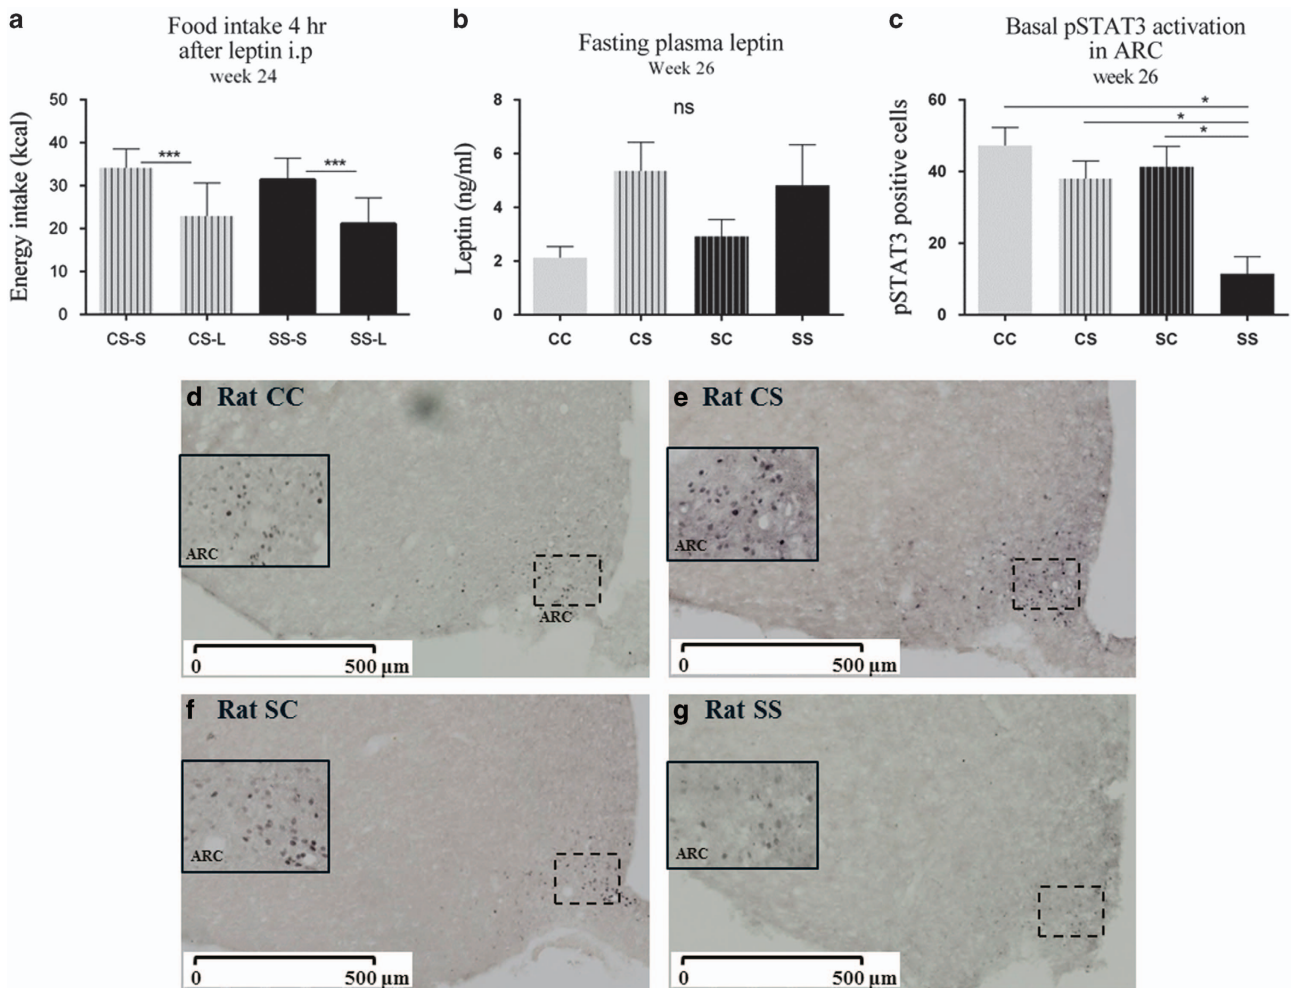 a
Food intake 4 hr
after leptin i.p
week 24
Energy intake (kcal)
50
40
30
20
10
0
***
***
CS-S CS-L SS-S SS-L
b
Fasting plasma leptin
Week 26
Leptin (ng/ml)
8
6
4
2
0
ns
CC CS SC SS
c
Basal pSTAT3 activation
in ARC
week 26
pSTAT3 positive cells
60
40
20
0
*
*
*
CC CS SC SS
d Rat CC
ARC
ARC
0 500 µm
e Rat CS
ARC
0 500 µm
f Rat SC
ARC
0 500 µm
g Rat SS
ARC
0 500 µm